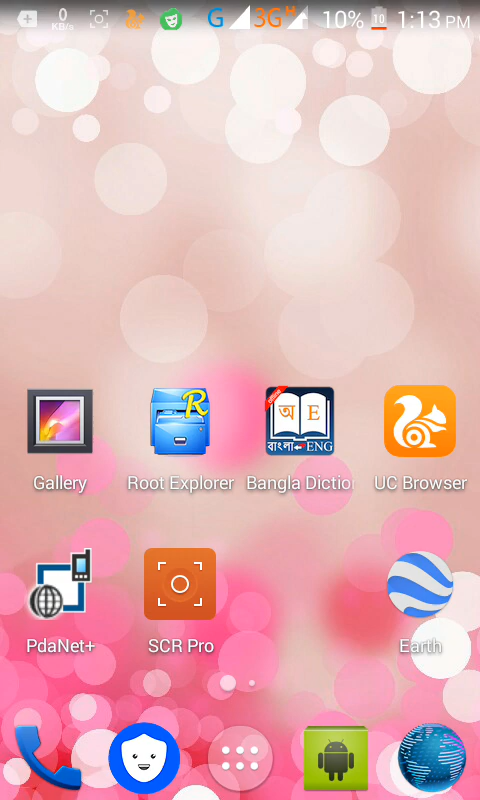 0
KB/s
G 3G H 10% 10 1:13 PM
R
অ E
বাংলা ENG
Gallery Root Explorer Bangla Diction UC Browser
PdaNet+ SCR Pro Earth